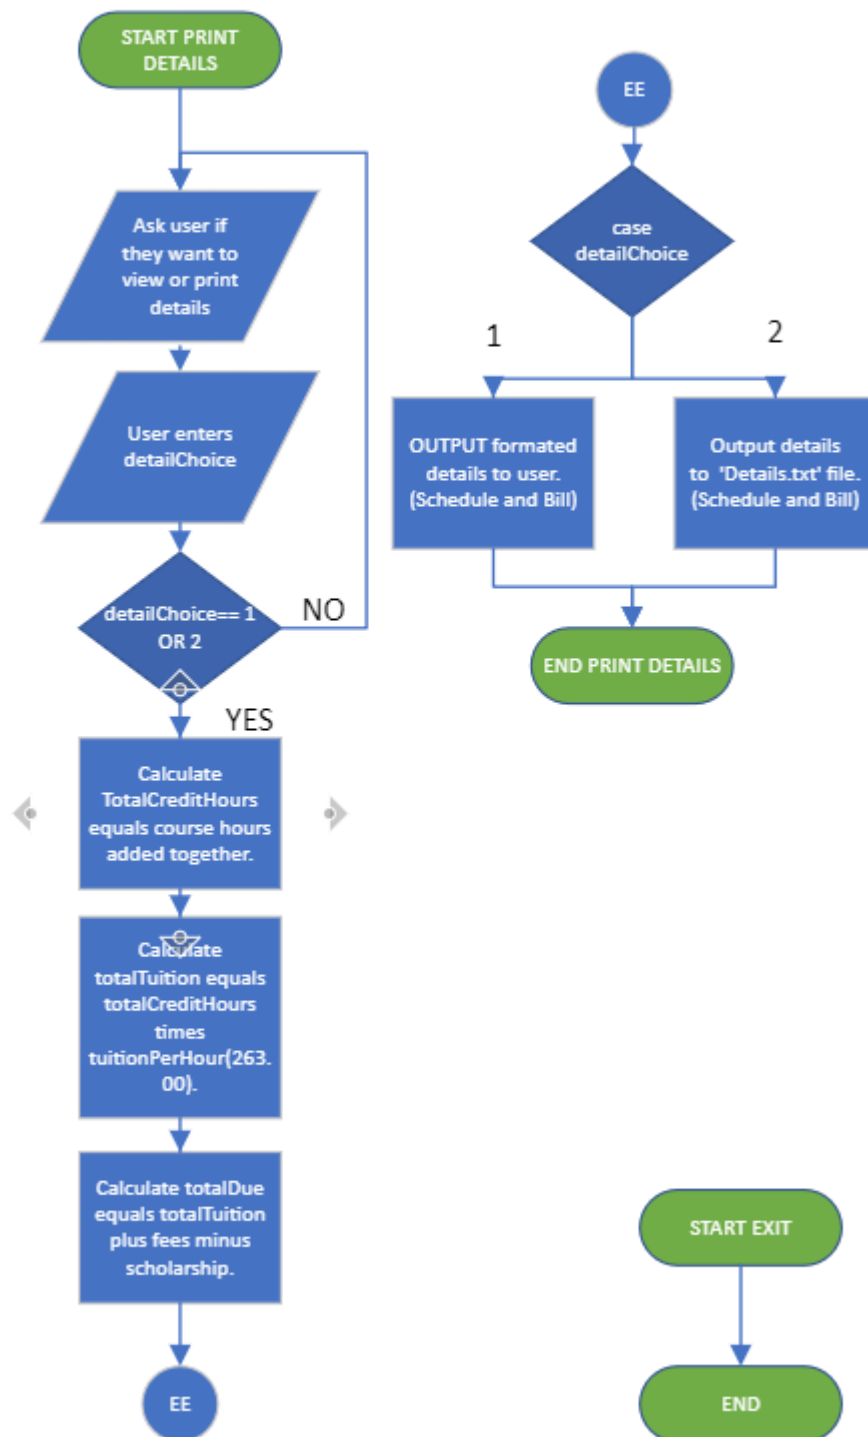 START PRINT
DETAILS
Ask user if
they want to
view or print
details
User enters
detailChoice
detailChoice== 1
OR 2
NO
YES
Calculate
TotalCreditHours
equals course hours
added together.
Calculate
totalTuition equals
totalCreditHours
times
tuitionPerHour(263.
00).
Calculate totalDue
equals totalTuition
plus fees minus
scholarship.
EE
EE
case
detailChoice
1
2
OUTPUT formated
details to user.
(Schedule and Bill)
Output details
to 'Details.txt' file.
(Schedule and Bill)
END PRINT DETAILS
START EXIT
END